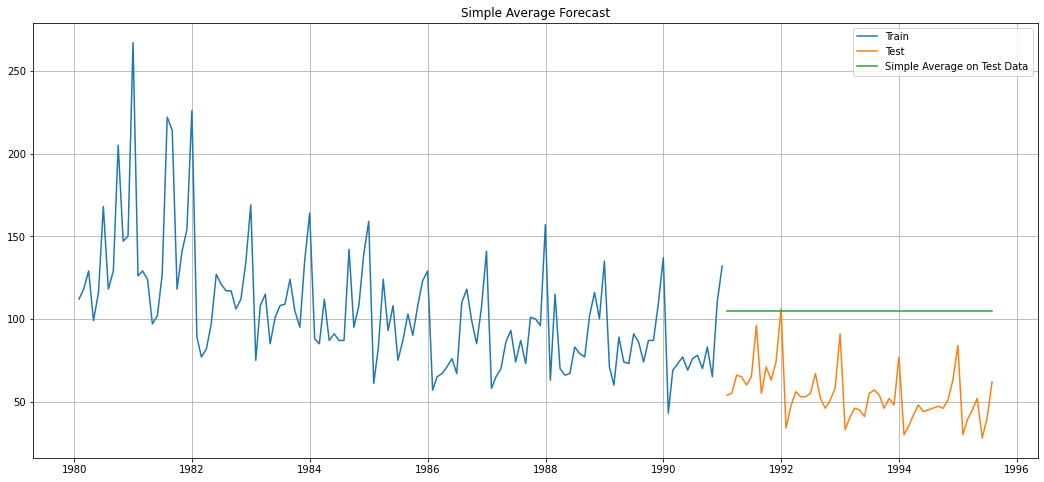 Simple Average Forecast
Train
Test
Simple Average on Test Data
250
200
150
100
50
1980 1982 1984 1986 1988 1990 1992 1994 1996